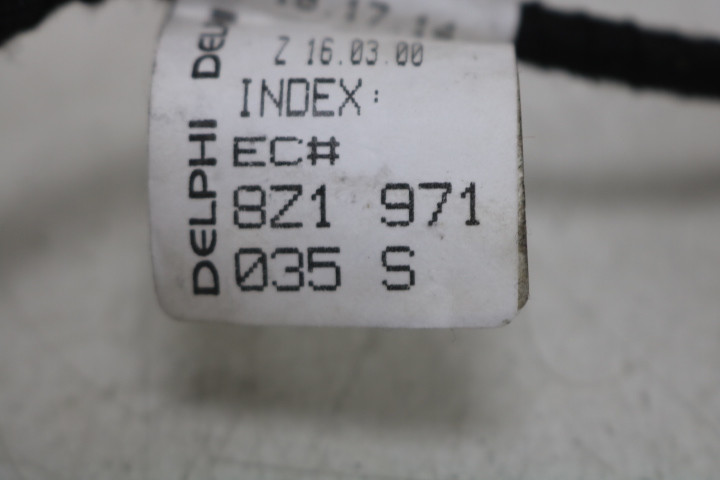 Z 16.03.00
INDEX:
EC#
8Z1 971
035 S
DELPHI